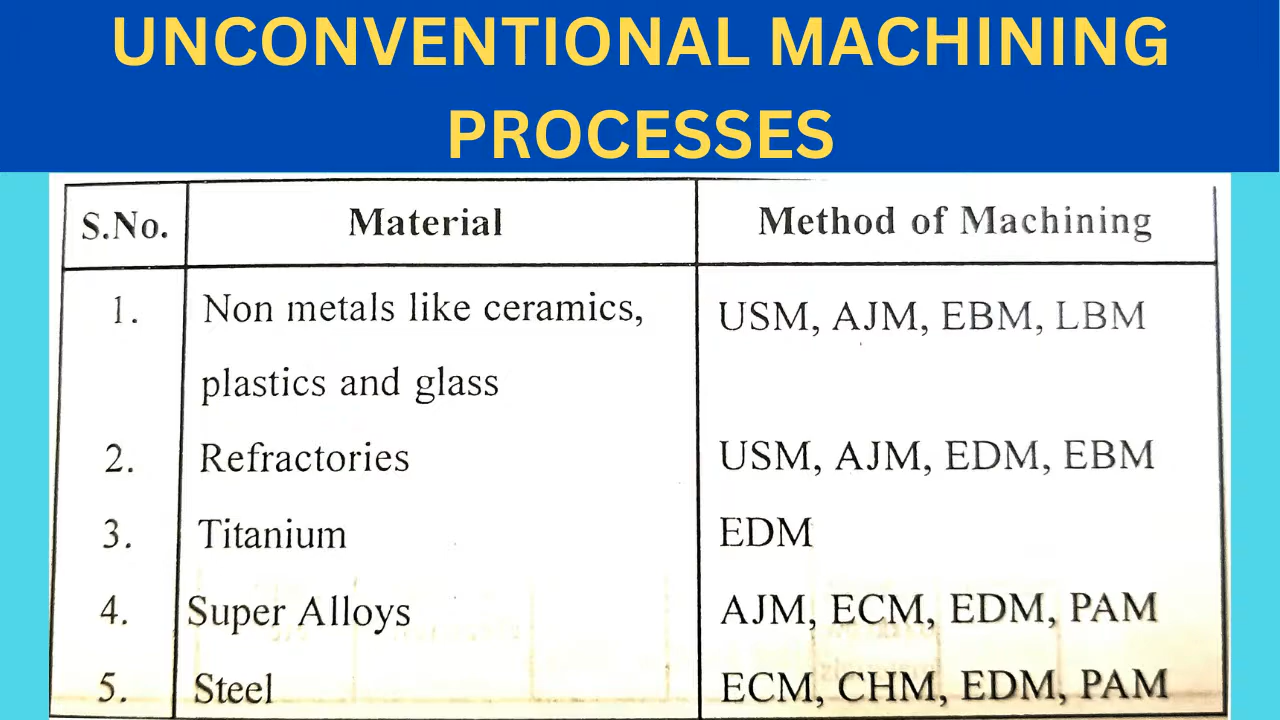 UNCONVENTIONAL MACHINING
PROCESSES
S.No. Material Method of Machining
1. Non metals like ceramics, USM, AJM, EBM, LBM
plastics and glass
2. Refractories USM, AJM, EDM, EBM
3. Titanium EDM
4. Super Alloys AJM, ECM, EDM, PAM
5. Steel ECM, CHM, EDM, PAM